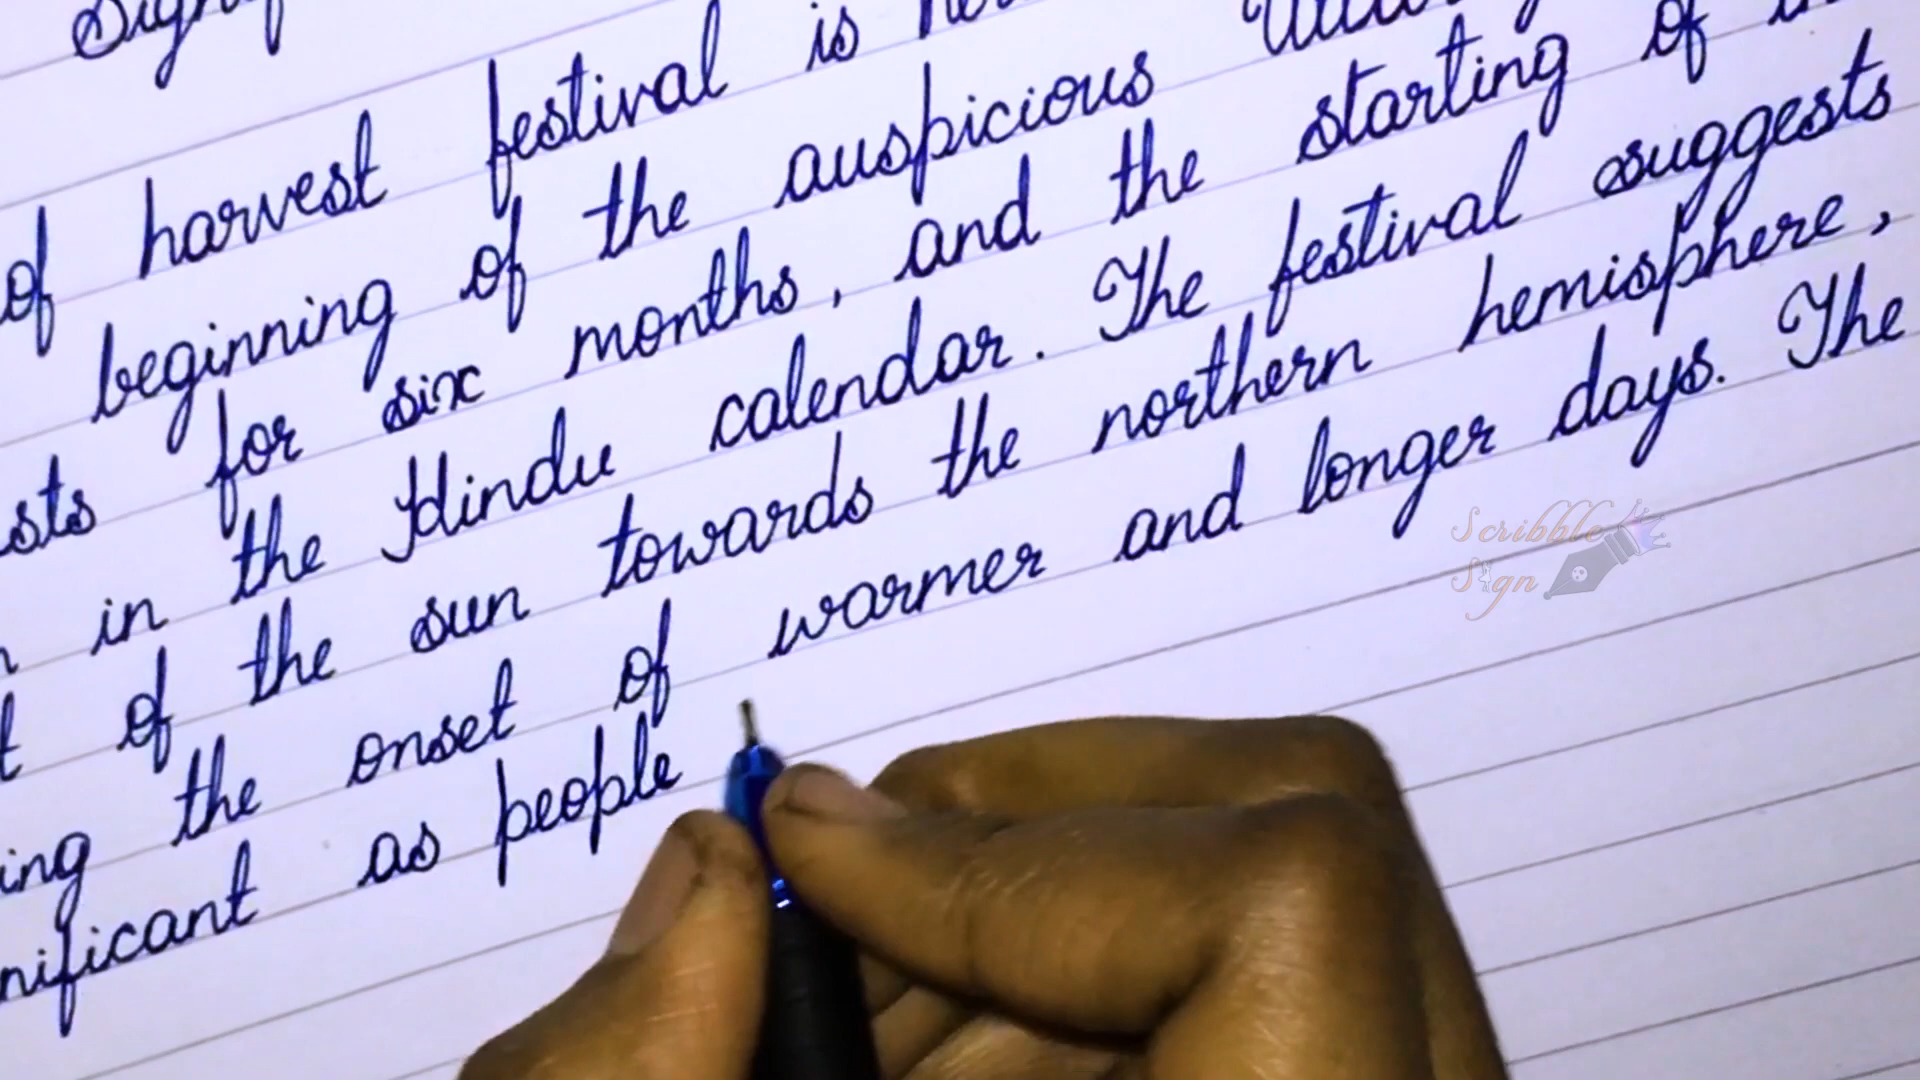 of harvest festival is
beginning of the auspicious
sts for six months, and the starting of
in the Hindu calendar. The festival suggests
t of the sun towards the northern hemisphere,
ing the onset of warmer and longer days. The
nificant as people
Scribble
Sign